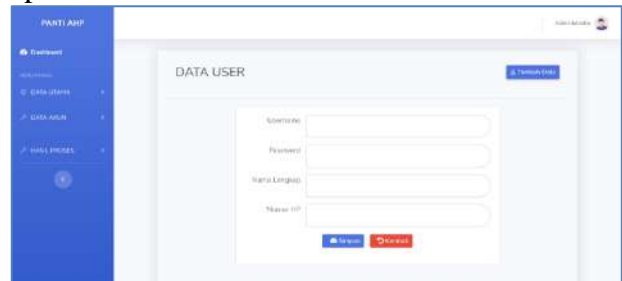 PANTI AHP
Dashboard
DATA USER
Tambah Data
DATA UTAMA
DATA AKUN
HASIL PROSES
Username
Password
Nama Lengkap
Nomor HP
Simpan
Kembali